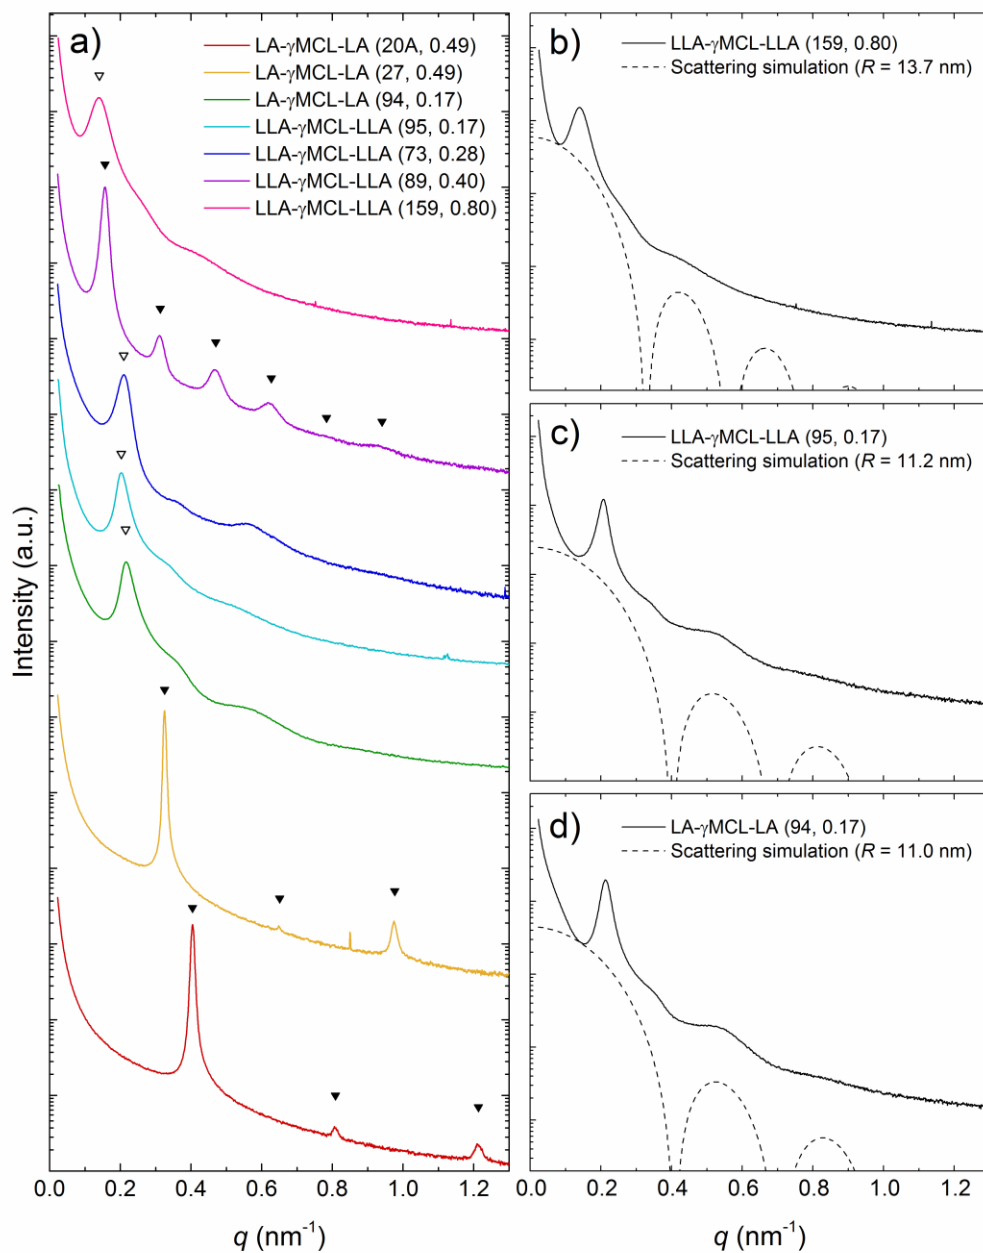 a)
LA-γMCL-LA (20A, 0.49)
LA-γMCL-LA (27, 0.49)
LA-γMCL-LA (94, 0.17)
LLA-γMCL-LLA (95, 0.17)
LLA-γMCL-LLA (73, 0.28)
LLA-γMCL-LLA (89, 0.40)
LLA-γMCL-LLA (159, 0.80)
Intensity (a.u.)
0.0 0.2 0.4 0.6 0.8 1.0 1.2
q (nm⁻¹)
b)
LLA-γMCL-LLA (159, 0.80)
Scattering simulation (R = 13.7 nm)
c)
LLA-γMCL-LLA (95, 0.17)
Scattering simulation (R = 11.2 nm)
d)
LA-γMCL-LA (94, 0.17)
Scattering simulation (R = 11.0 nm)
0.0 0.2 0.4 0.6 0.8 1.0 1.2
q (nm⁻¹)